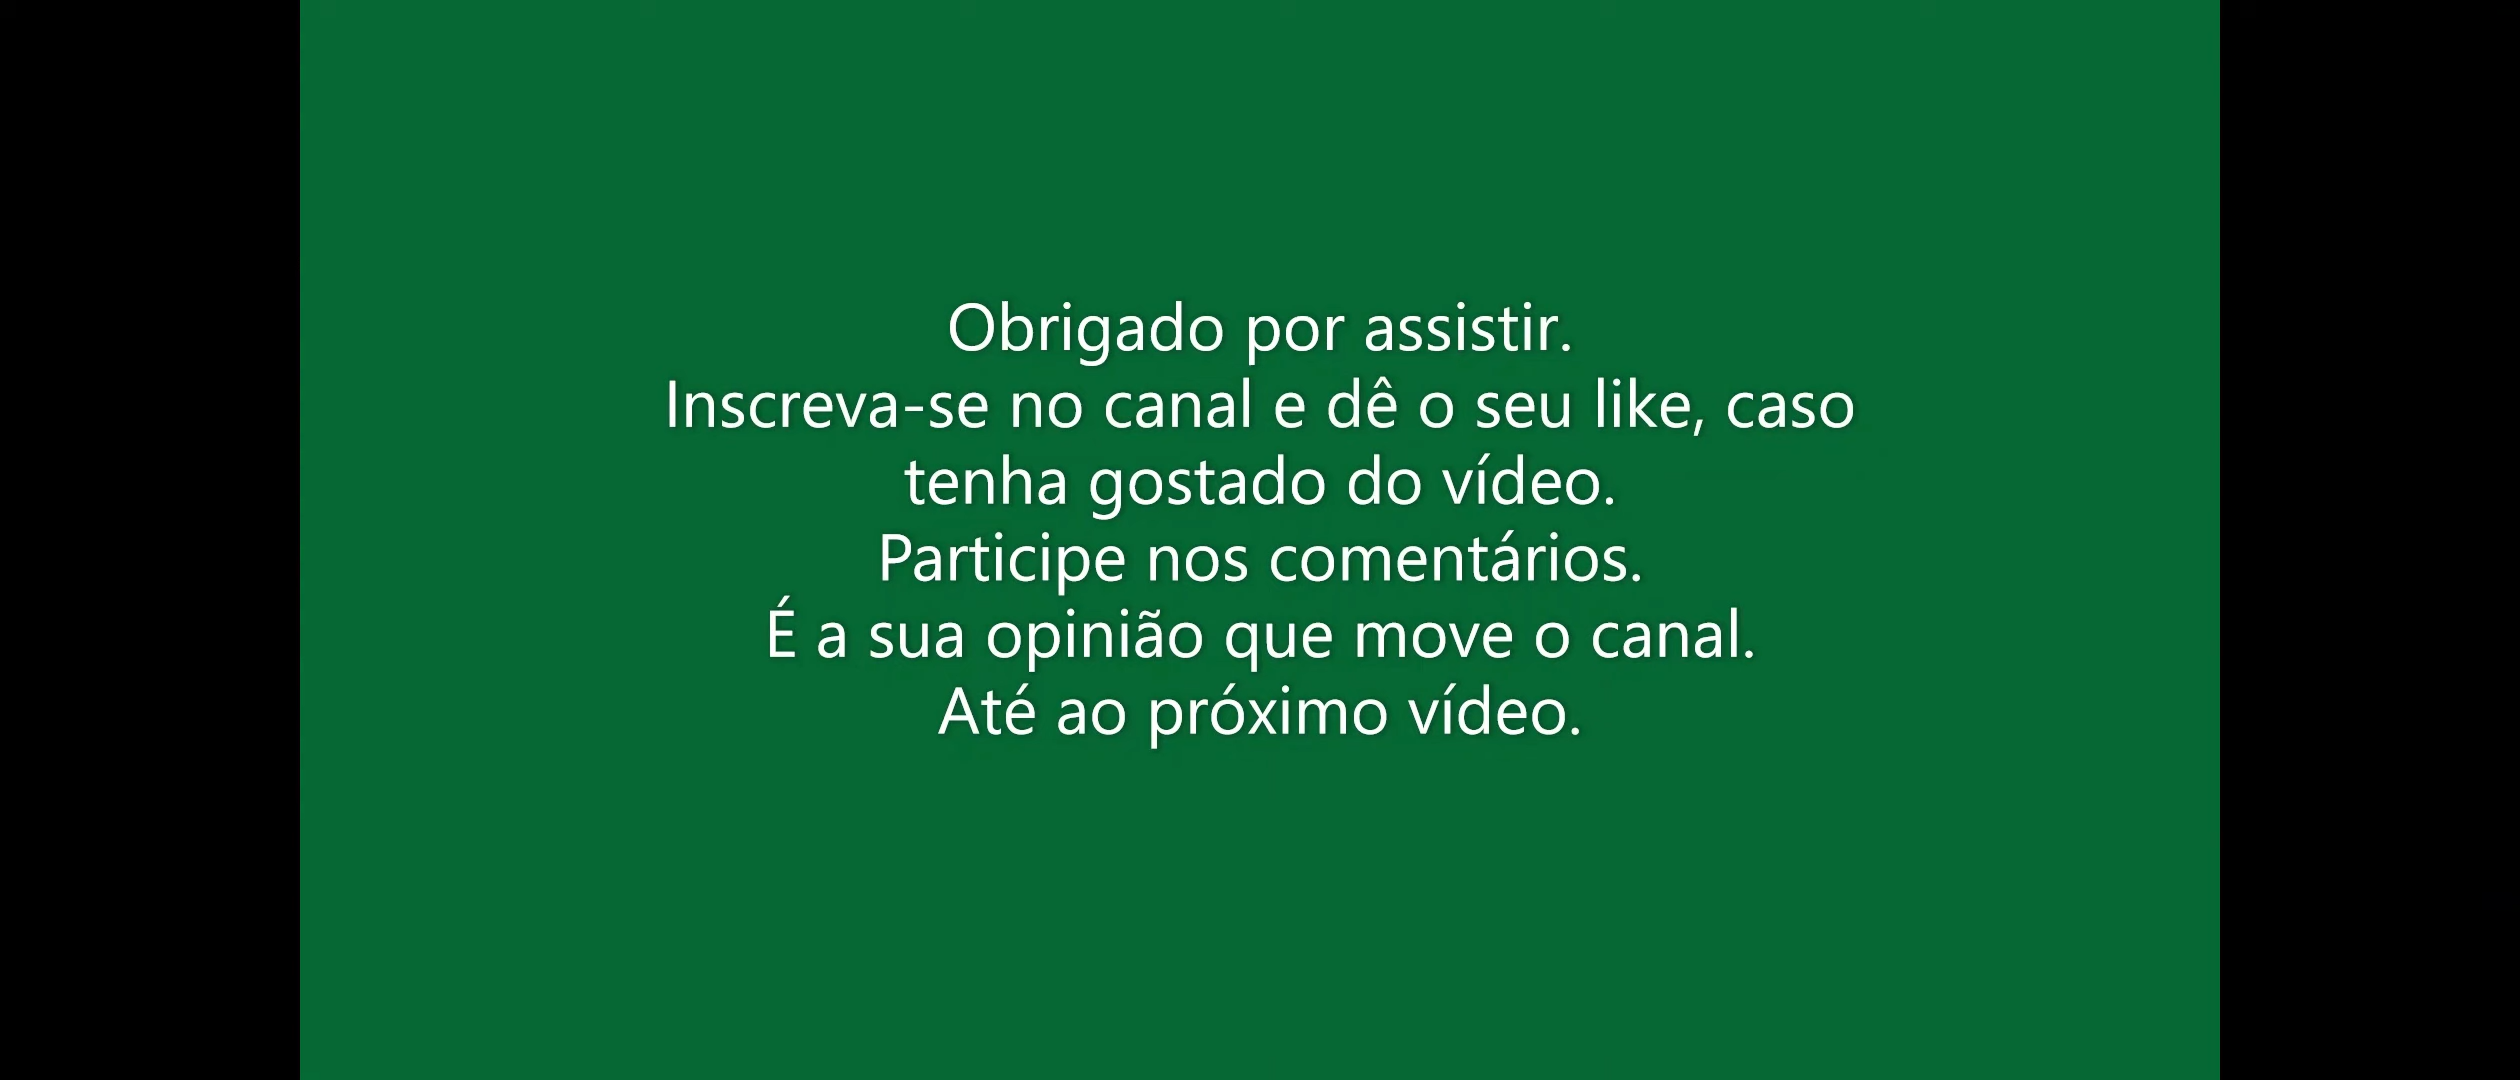 Obrigado por assistir.
Inscreva-se no canal e dê o seu like, caso
tenha gostado do vídeo.
Participe nos comentários.
É a sua opinião que move o canal.
Até ao próximo vídeo.